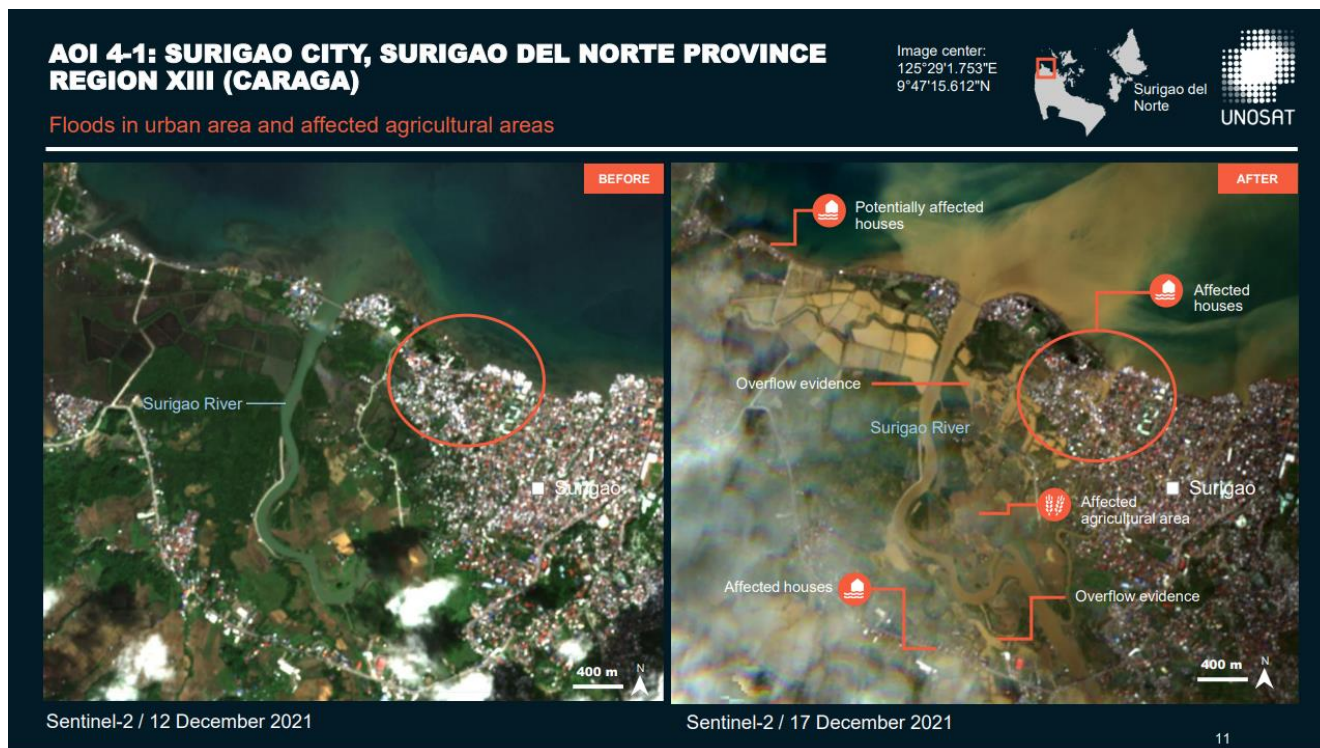 AOI 4-1: SURIGAO CITY, SURIGAO DEL NORTE PROVINCE
REGION XIII (CARAGA)
Floods in urban area and affected agricultural areas
Image center:
125°29'1.753"E
9°47'15.612"N
Surigao del
Norte
UNOSAT
BEFORE
Surigao River
Surigao
400 m
N
Sentinel-2 / 12 December 2021
AFTER
Potentially affected
houses
Affected
houses
Overflow evidence
Surigao River
Surigao
Affected
agricultural area
Affected houses
Overflow evidence
400 m
N
Sentinel-2 / 17 December 2021
11